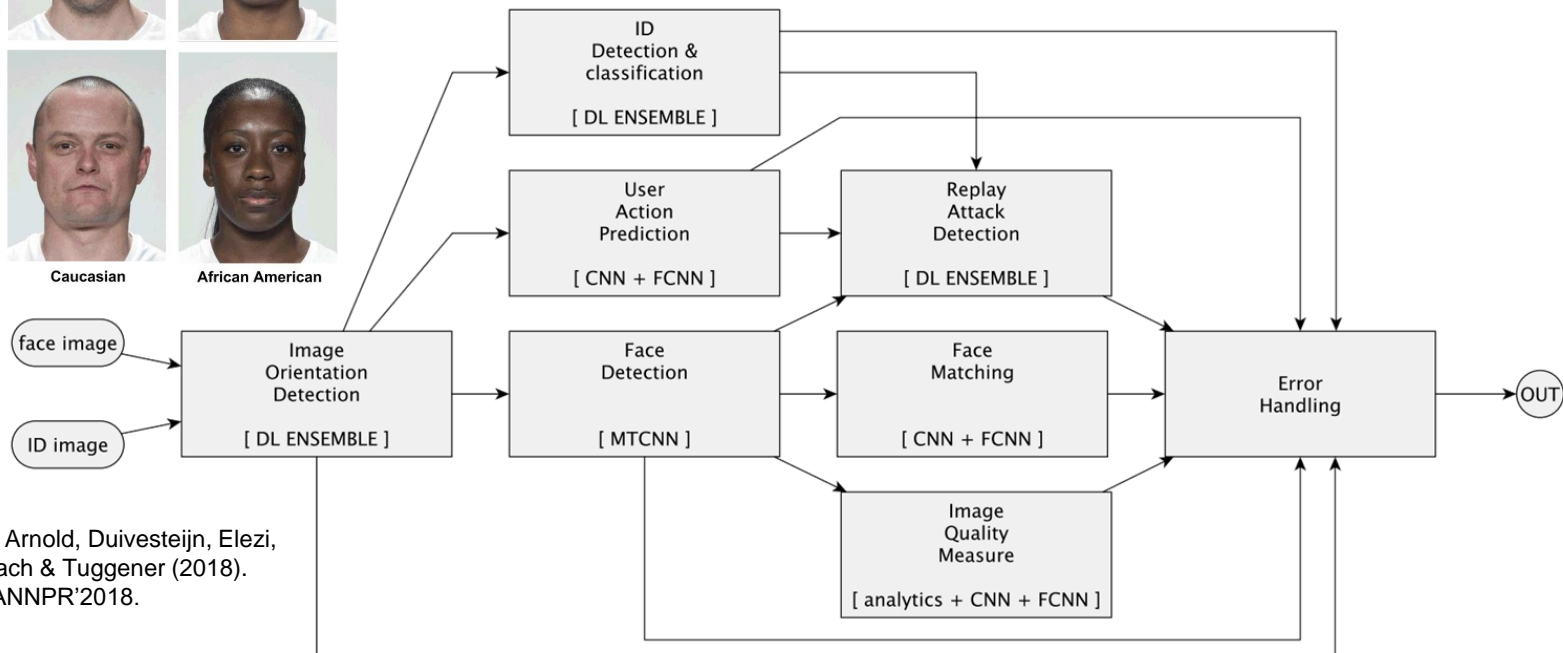 Caucasian
African American
face image
ID image
Image
Orientation
Detection
[ DL ENSEMBLE ]
ID
Detection &
classification
[ DL ENSEMBLE ]
User
Action
Prediction
[ CNN + FCNN ]
Replay
Attack
Detection
[ DL ENSEMBLE ]
Face
Detection
[ MTCNN ]
Face
Matching
[ CNN + FCNN ]
Image
Quality
Measure
[ analytics + CNN + FCNN ]
Error
Handling
OUT
Arnold, Duivesteijn, Elezi,
& Tuggener (2018).
ANNPR’2018.